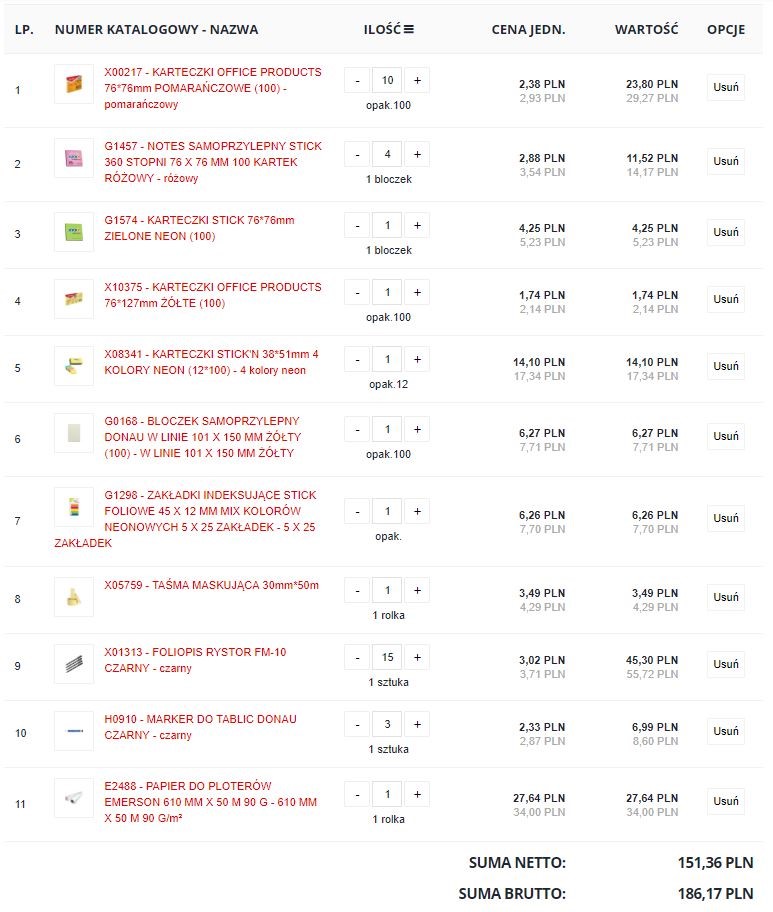 LP. NUMER KATALOGOWY - NAZWA ILOŚĆ CENA JEDN. WARTOŚĆ OPCJE
1
X00217 - KARTECZKI OFFICE PRODUCTS
76*76mm POMARAŃCZOWE (100) -
pomarańczowy
- 10 +
opak.100
2,38 PLN 23,80 PLN
2,93 PLN 29,27 PLN
Usuń
2
G1457 - NOTES SAMOPRZYLEPNY STICK
360 STOPNI 76 X 76 MM 100 KARTEK
RÓŻOWY - różowy
- 4 +
1 bloczek
2,88 PLN 11,52 PLN
3,54 PLN 14,17 PLN
Usuń
3
G1574 - KARTECZKI STICK 76*76mm
ZIELONE NEON (100)
- 1 +
1 bloczek
4,25 PLN 4,25 PLN
5,23 PLN 5,23 PLN
Usuń
4
X10375 - KARTECZKI OFFICE PRODUCTS
76*127mm ŻÓŁTE (100)
- 1 +
opak.100
1,74 PLN 1,74 PLN
2,14 PLN 2,14 PLN
Usuń
5
X08341 - KARTECZKI STICK'N 38*51mm 4
KOLORY NEON (12*100) - 4 kolory neon
- 1 +
opak.12
14,10 PLN 14,10 PLN
17,34 PLN 17,34 PLN
Usuń
6
G0168 - BLOCZEK SAMOPRZYLEPNY
DONAU W LINIE 101 X 150 MM ŻÓŁTY
(100) - W LINIE 101 X 150 MM ŻÓŁTY
- 1 +
opak.100
6,27 PLN 6,27 PLN
7,71 PLN 7,71 PLN
Usuń
7
G1298 - ZAKŁADKI INDEKSUJĄCE STICK
FOLIOWE 45 X 12 MM MIX KOLORÓW
NEONOWYCH 5 X 25 ZAKŁADEK - 5 X 25
ZAKŁADEK
- 1 +
opak.
6,26 PLN 6,26 PLN
7,70 PLN 7,70 PLN
Usuń
8
X05759 - TAŚMA MASKUJĄCA 30mm*50m
- 1 +
1 rolka
3,49 PLN 3,49 PLN
4,29 PLN 4,29 PLN
Usuń
9
X01313 - FOLIOPIS RYSTOR FM-10
CZARNY - czarny
- 15 +
1 sztuka
3,02 PLN 45,30 PLN
3,71 PLN 55,72 PLN
Usuń
10
H0910 - MARKER DO TABLIC DONAU
CZARNY - czarny
- 3 +
1 sztuka
2,33 PLN 6,99 PLN
2,87 PLN 8,60 PLN
Usuń
11
E2488 - PAPIER DO PLOTERÓW
EMERSON 610 MM X 50 M 90 G - 610 MM
X 50 M 90 G/m²
- 1 +
1 rolka
27,64 PLN 27,64 PLN
34,00 PLN 34,00 PLN
Usuń
SUMA NETTO: 151,36 PLN
SUMA BRUTTO: 186,17 PLN